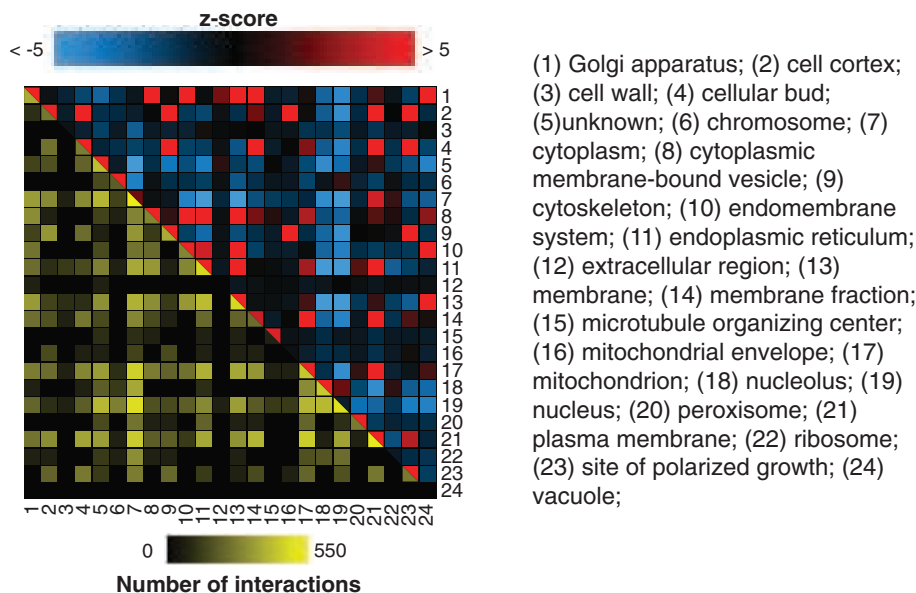 z-score
< -5
> 5
1
2
3
4
5
6
7
8
9
10
11
12
13
14
15
16
17
18
19
20
21
22
23
24
1 2 3 4 5 6 7 8 9 10 11 12 13 14 15 16 17 18 19 20 21 22 23 24
0
550
Number of interactions
(1) Golgi apparatus; (2) cell cortex;
(3) cell wall; (4) cellular bud;
(5)unknown; (6) chromosome; (7)
cytoplasm; (8) cytoplasmic
membrane-bound vesicle; (9)
cytoskeleton; (10) endomembrane
system; (11) endoplasmic reticulum;
(12) extracellular region; (13)
membrane; (14) membrane fraction;
(15) microtubule organizing center;
(16) mitochondrial envelope; (17)
mitochondrion; (18) nucleolus; (19)
nucleus; (20) peroxisome; (21)
plasma membrane; (22) ribosome;
(23) site of polarized growth; (24)
vacuole;